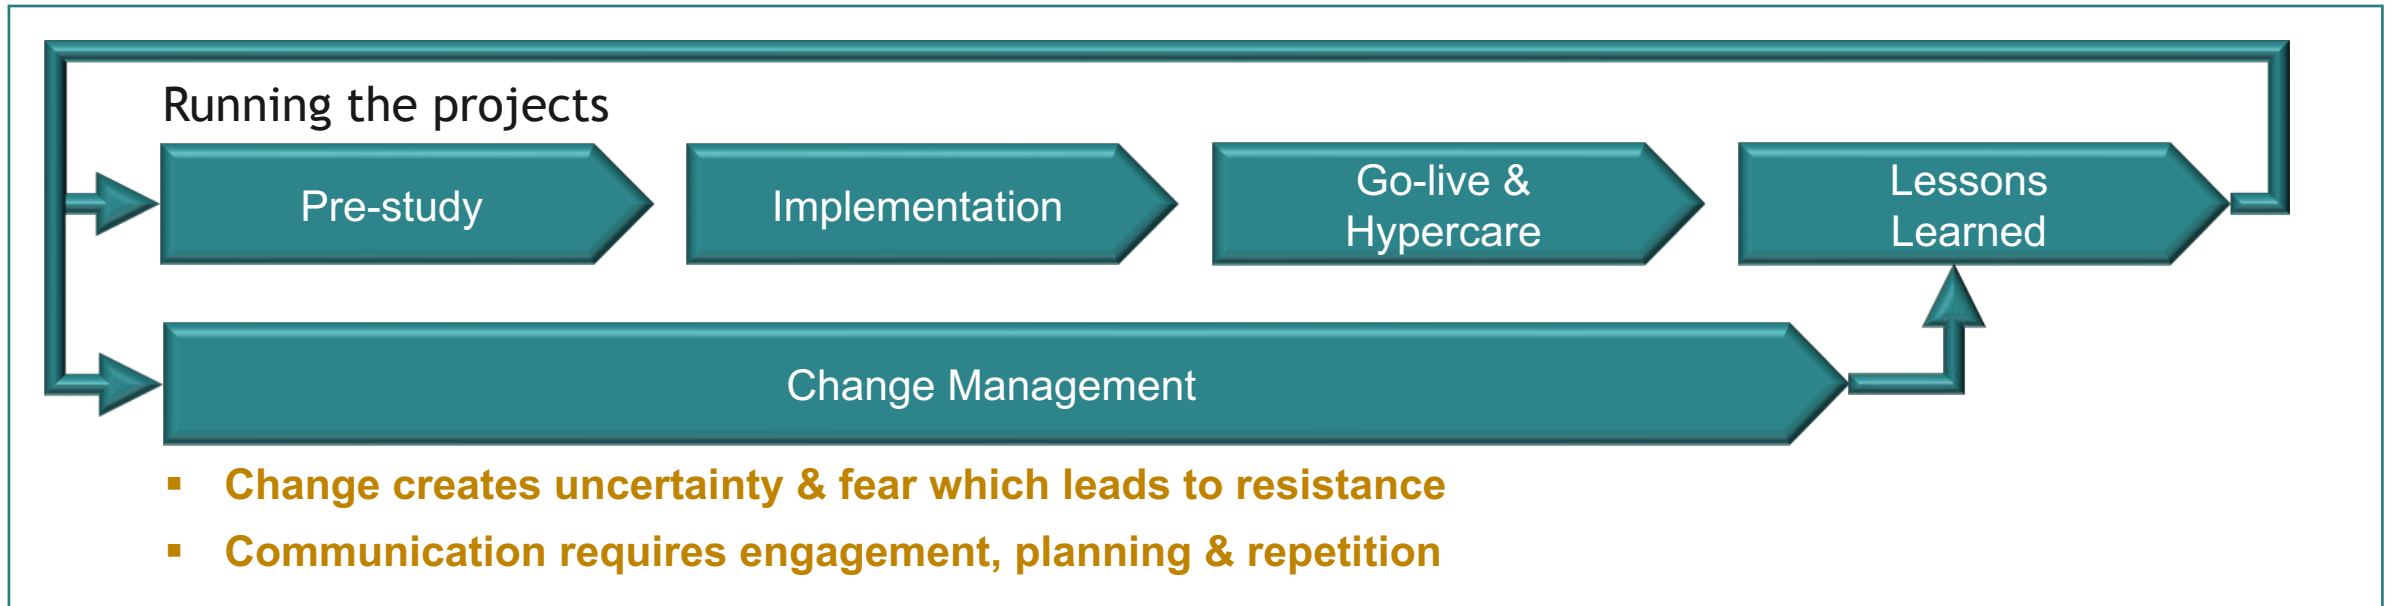 Running the projects
Pre-study
Implementation
Go-live &
Hypercare
Lessons
Learned
Change Management
▪ Change creates uncertainty & fear which leads to resistance
▪ Communication requires engagement, planning & repetition